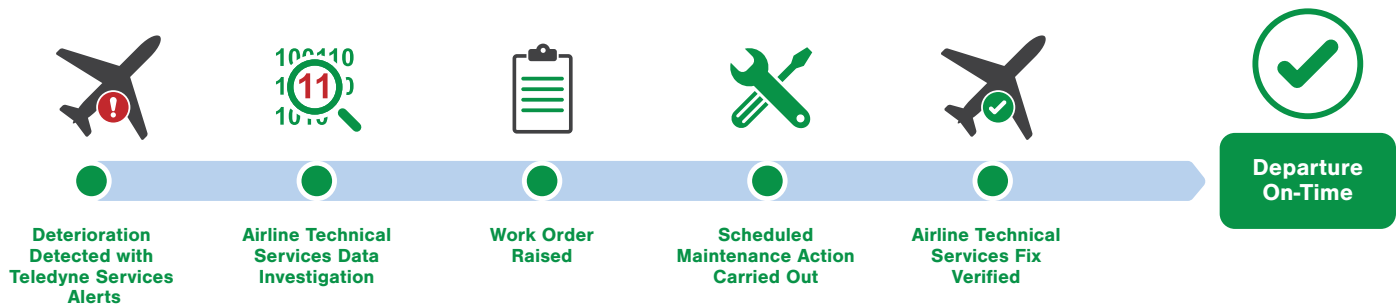 100110
11
Departure
On-Time
Deterioration
Detected with
Teledyne Services
Alerts
Airline Technical
Services Data
Investigation
Work Order
Raised
Scheduled
Maintenance Action
Carried Out
Airline Technical
Services Fix
Verified